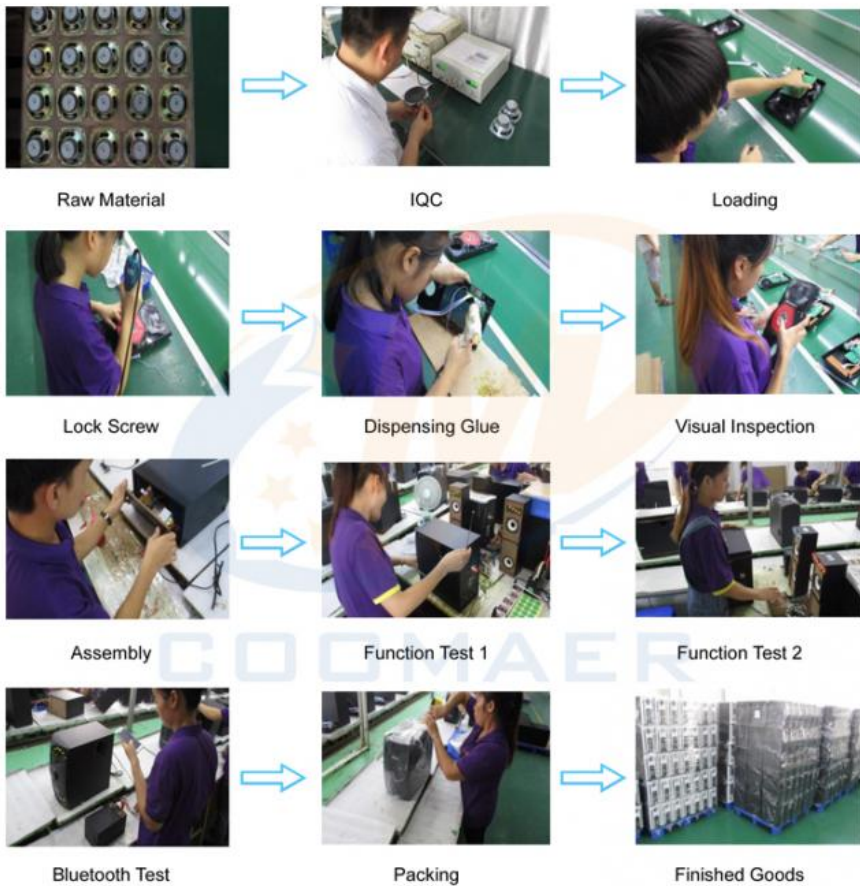 Raw Material
IQC
Loading
Lock Screw
Dispensing Glue
Visual Inspection
Assembly
Function Test 1
Function Test 2
COOMAER
Bluetooth Test
Packing
Finished Goods